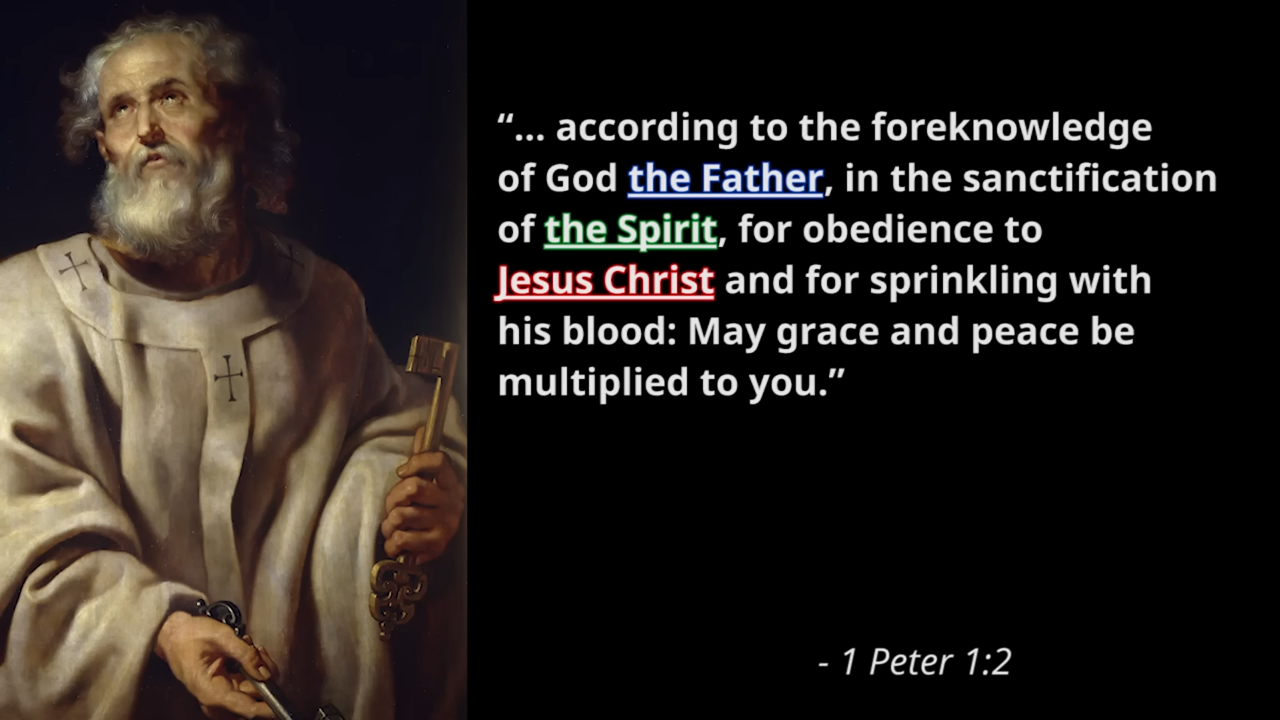 “... according to the foreknowledge
of God the Father, in the sanctification
of the Spirit, for obedience to
Jesus Christ and for sprinkling with
his blood: May grace and peace be
multiplied to you.”
- 1 Peter 1:2